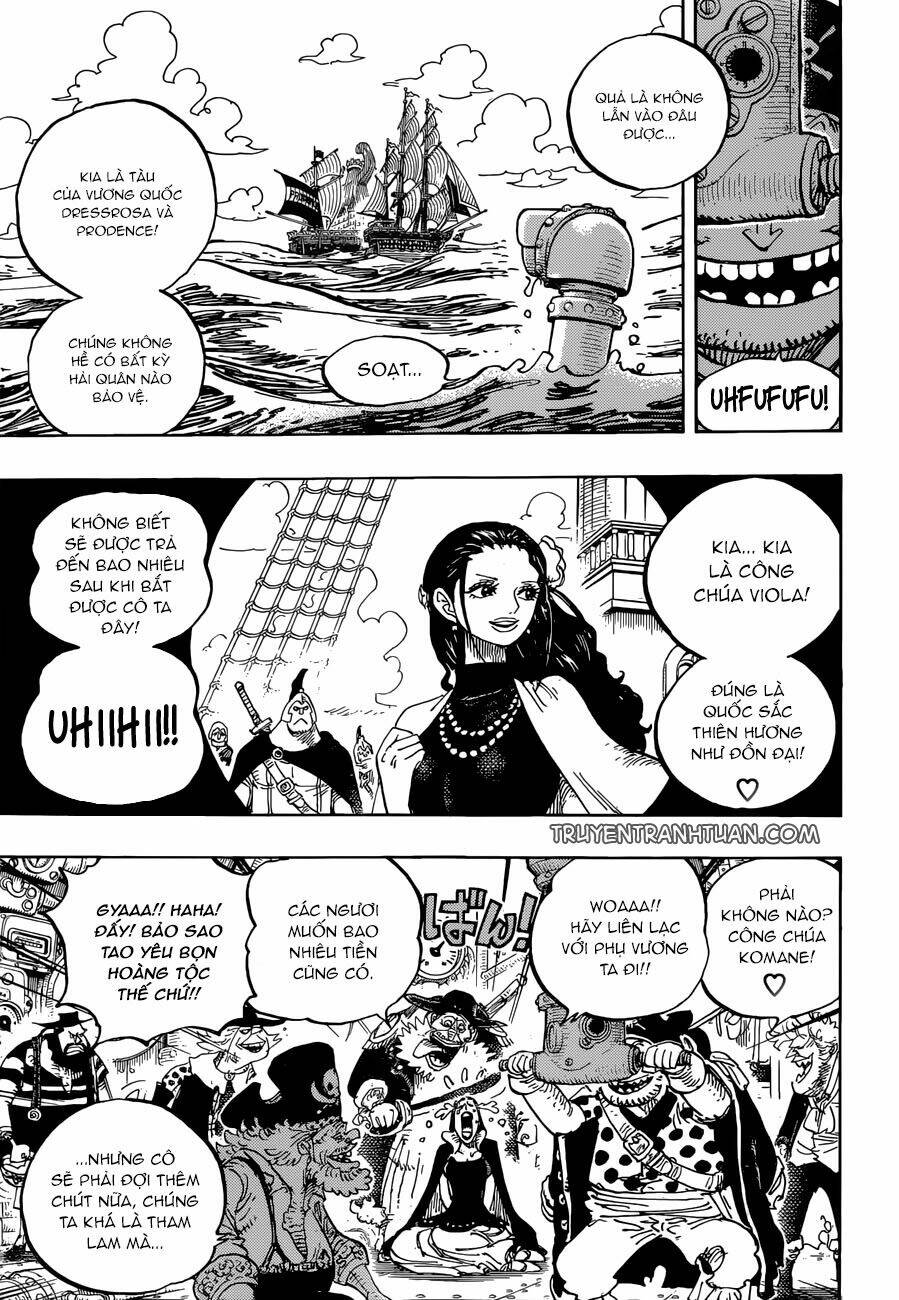 QUẢ LÀ KHÔNG
LẪN VÀO ĐÂU
ĐƯỢC...
UHFUFUFU!
KIA LÀ TÀU
CỦA VƯƠNG QUỐC
DRESSROSA VÀ
PRODENCE!
CHÚNG KHÔNG
HỀ CÓ BẤT KỲ
HẢI QUÂN NÀO
BẢO VỆ.
SOẠT...
KIA... KIA
LÀ CÔNG
CHÚA VIOLA!
ĐÚNG LÀ
QUỐC SẮC
THIÊN HƯƠNG
NHƯ ĐỒN ĐẠI!
♡
KHÔNG BIẾT
SẼ ĐƯỢC TRẢ
ĐẾN BAO NHIÊU
SAU KHI BẮT
ĐƯỢC CÔ TA
ĐÂY!
UHIIHII!!
TRUYENTRANHTUAN.COM
PHẢI
KHÔNG NÀO?
CÔNG CHÚA
KOMANE!
♡
WOAAA!!
HÃY LIÊN LẠC
VỚI PHỤ VƯƠNG
TA ĐI!!
ばん!
CÁC NGƯƠI
MUỐN BAO
NHIÊU TIỀN
CŨNG CÓ.
GYAAA!! HAHA!
ĐẤY! BẢO SAO
TAO YÊU BỌN
HOÀNG TỘC
THẾ CHỨ!!
...NHƯNG CÔ
SẼ PHẢI ĐỢI THÊM
CHÚT NỮA, CHÚNG
TA KHÁ LÀ THAM
LAM MÀ...